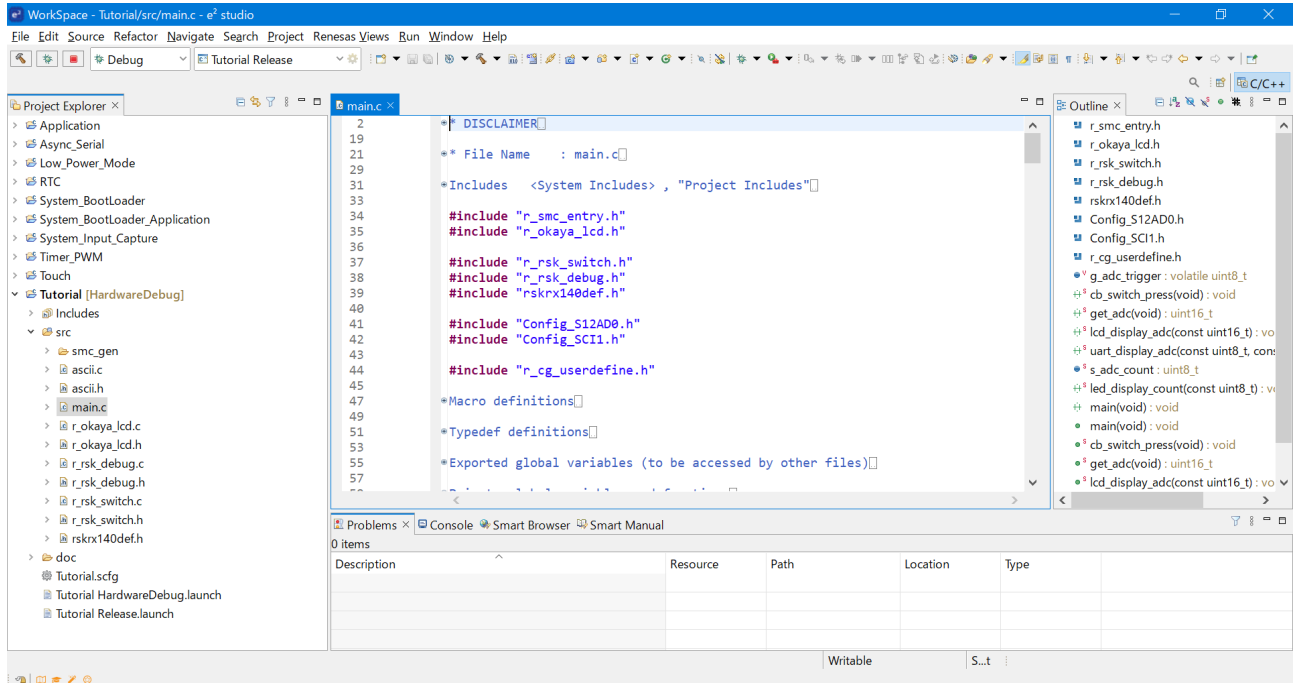 WorkSpace - Tutorial/src/main.c - e² studio
File Edit Source Refactor Navigate Search Project Renesas Views Run Window Help
Debug Tutorial Release
C/C++
Project Explorer
Application
Async_Serial
Low_Power_Mode
RTC
System_BootLoader
System_BootLoader_Application
System_Input_Capture
Timer_PWM
Touch
Tutorial [HardwareDebug]
Includes
src
smc_gen
ascii.c
ascii.h
main.c
r_okaya_lcd.c
r_okaya_lcd.h
r_rsk_debug.c
r_rsk_debug.h
r_rsk_switch.c
r_rsk_switch.h
rskrx140def.h
doc
Tutorial.scfg
Tutorial HardwareDebug.launch
Tutorial Release.launch
main.c
2 * DISCLAIMER
19
21 * File Name : main.c
29
31 Includes <System Includes> , "Project Includes"
33
34 #include "r_smc_entry.h"
35 #include "r_okaya_lcd.h"
36
37 #include "r_rsk_switch.h"
38 #include "r_rsk_debug.h"
39 #include "rskrx140def.h"
40
41 #include "Config_S12AD0.h"
42 #include "Config_SCI1.h"
43
44 #include "r_cg_userdefine.h"
45
47 Macro definitions
49
51 Typedef definitions
53
55 Exported global variables (to be accessed by other files)
57
Outline
r_smc_entry.h
r_okaya_lcd.h
r_rsk_switch.h
r_rsk_debug.h
rskrx140def.h
Config_S12AD0.h
Config_SCI1.h
r_cg_userdefine.h
g_adc_trigger : volatile uint8_t
cb_switch_press(void) : void
get_adc(void) : uint16_t
lcd_display_adc(const uint16_t) : vo
uart_display_adc(const uint8_t, cons
s_adc_count : uint8_t
led_display_count(const uint8_t) : v
main(void) : void
main(void) : void
cb_switch_press(void) : void
get_adc(void) : uint16_t
lcd_display_adc(const uint16_t) : vo
Problems Console Smart Browser Smart Manual
0 items
Description Resource Path Location Type
Writable S...t